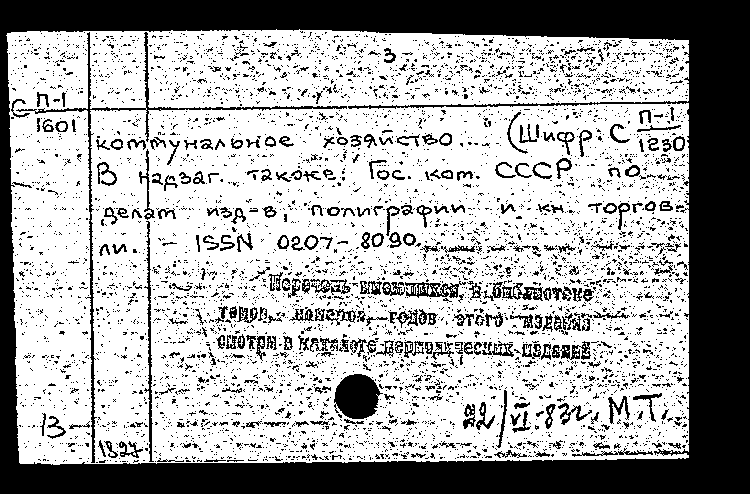 3
С П-1
1601
коммунальное хозяйство... (Шифр: С П-1
1230
В надзаг. также: Гос. ком. СССР по
делам изд-в, полиграфии и кн. торгов-
ли. - ISSN 0207-8090.
Перечень имеющихся в библиотеке
томов, номеров, годов этого издания
смотри в каталоге периодических изданий
22/VI-83г. М.Т.
13
1827